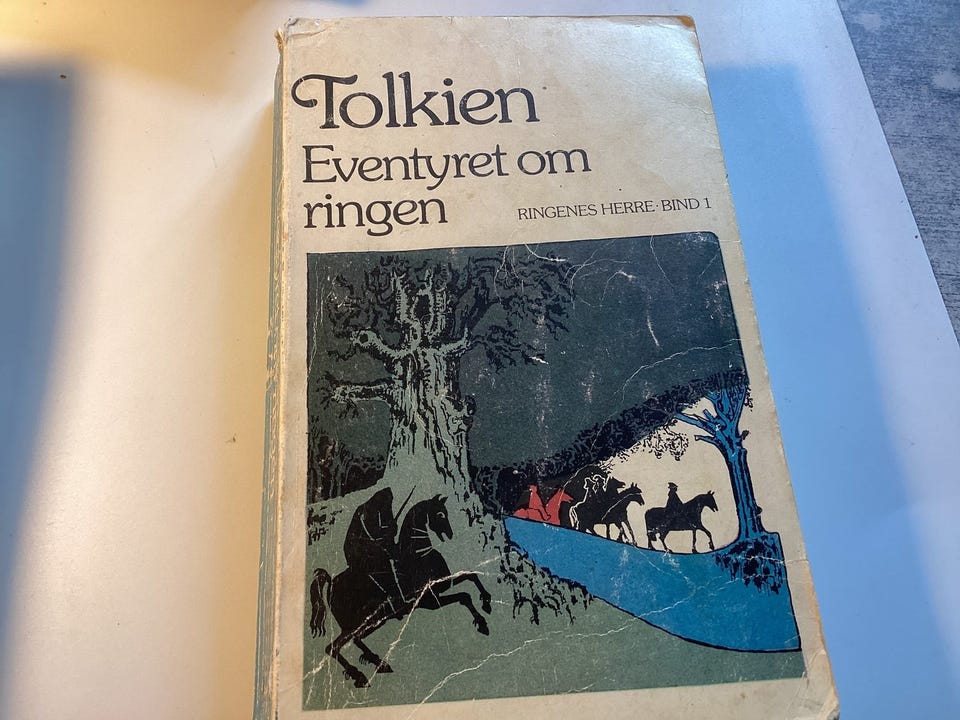 Tolkien
Eventyret om
ringen
RINGENES HERRE·BIND 1